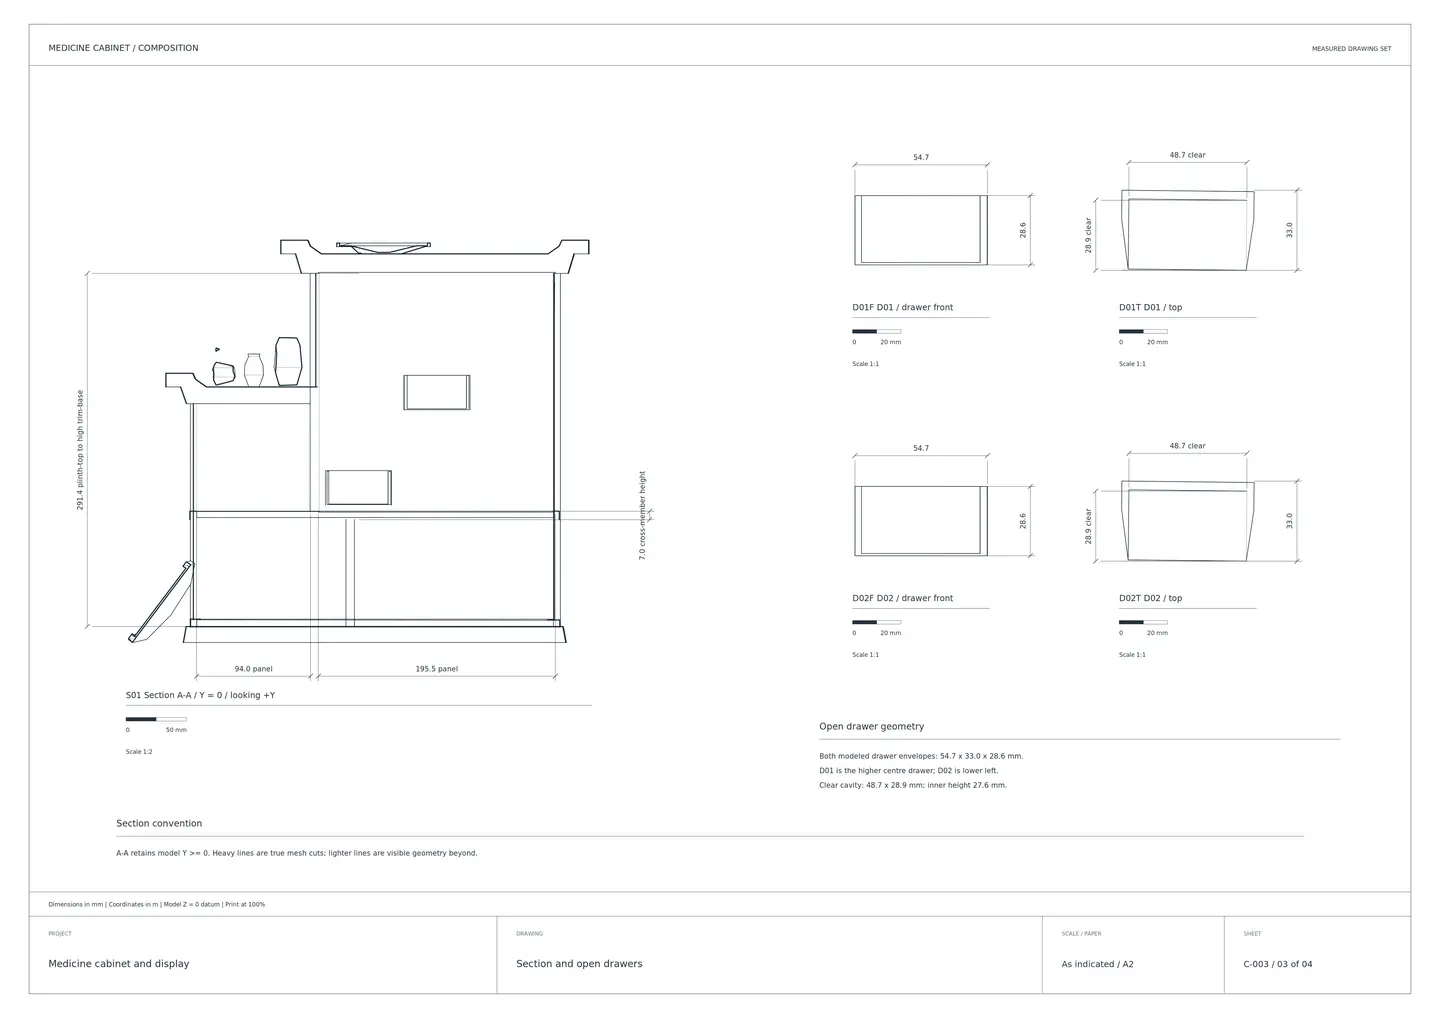 MEDICINE CABINET / COMPOSITION
MEASURED DRAWING SET
291.4 plinth-top to high trim-base
7.0 cross-member height
94.0 panel
195.5 panel
S01 Section A-A / Y = 0 / looking +Y
0 50 mm
Scale 1:2
54.7
28.6
D01F D01 / drawer front
0 20 mm
Scale 1:1
48.7 clear
28.9 clear
33.0
D01T D01 / top
0 20 mm
Scale 1:1
54.7
28.6
D02F D02 / drawer front
0 20 mm
Scale 1:1
48.7 clear
28.9 clear
33.0
D02T D02 / top
0 20 mm
Scale 1:1
Open drawer geometry
Both modeled drawer envelopes: 54.7 x 33.0 x 28.6 mm.
D01 is the higher centre drawer; D02 is lower left.
Clear cavity: 48.7 x 28.9 mm; inner height 27.6 mm.
Section convention
A-A retains model Y >= 0. Heavy lines are true mesh cuts; lighter lines are visible geometry beyond.
Dimensions in mm | Coordinates in m | Model Z = 0 datum | Print at 100%
PROJECT
Medicine cabinet and display
DRAWING
Section and open drawers
SCALE / PAPER
As indicated / A2
SHEET
C-003 / 03 of 04